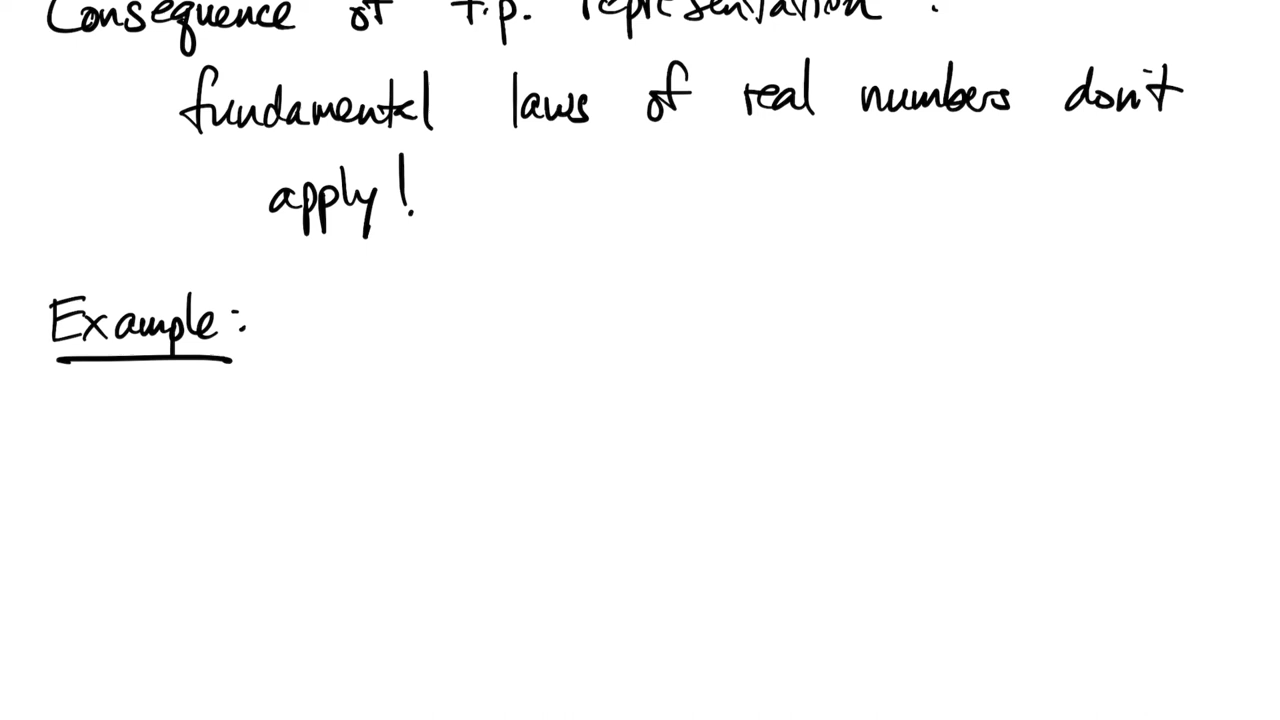 Consequence of f.p. representation :
fundamental laws of real numbers don't
apply!
Example: